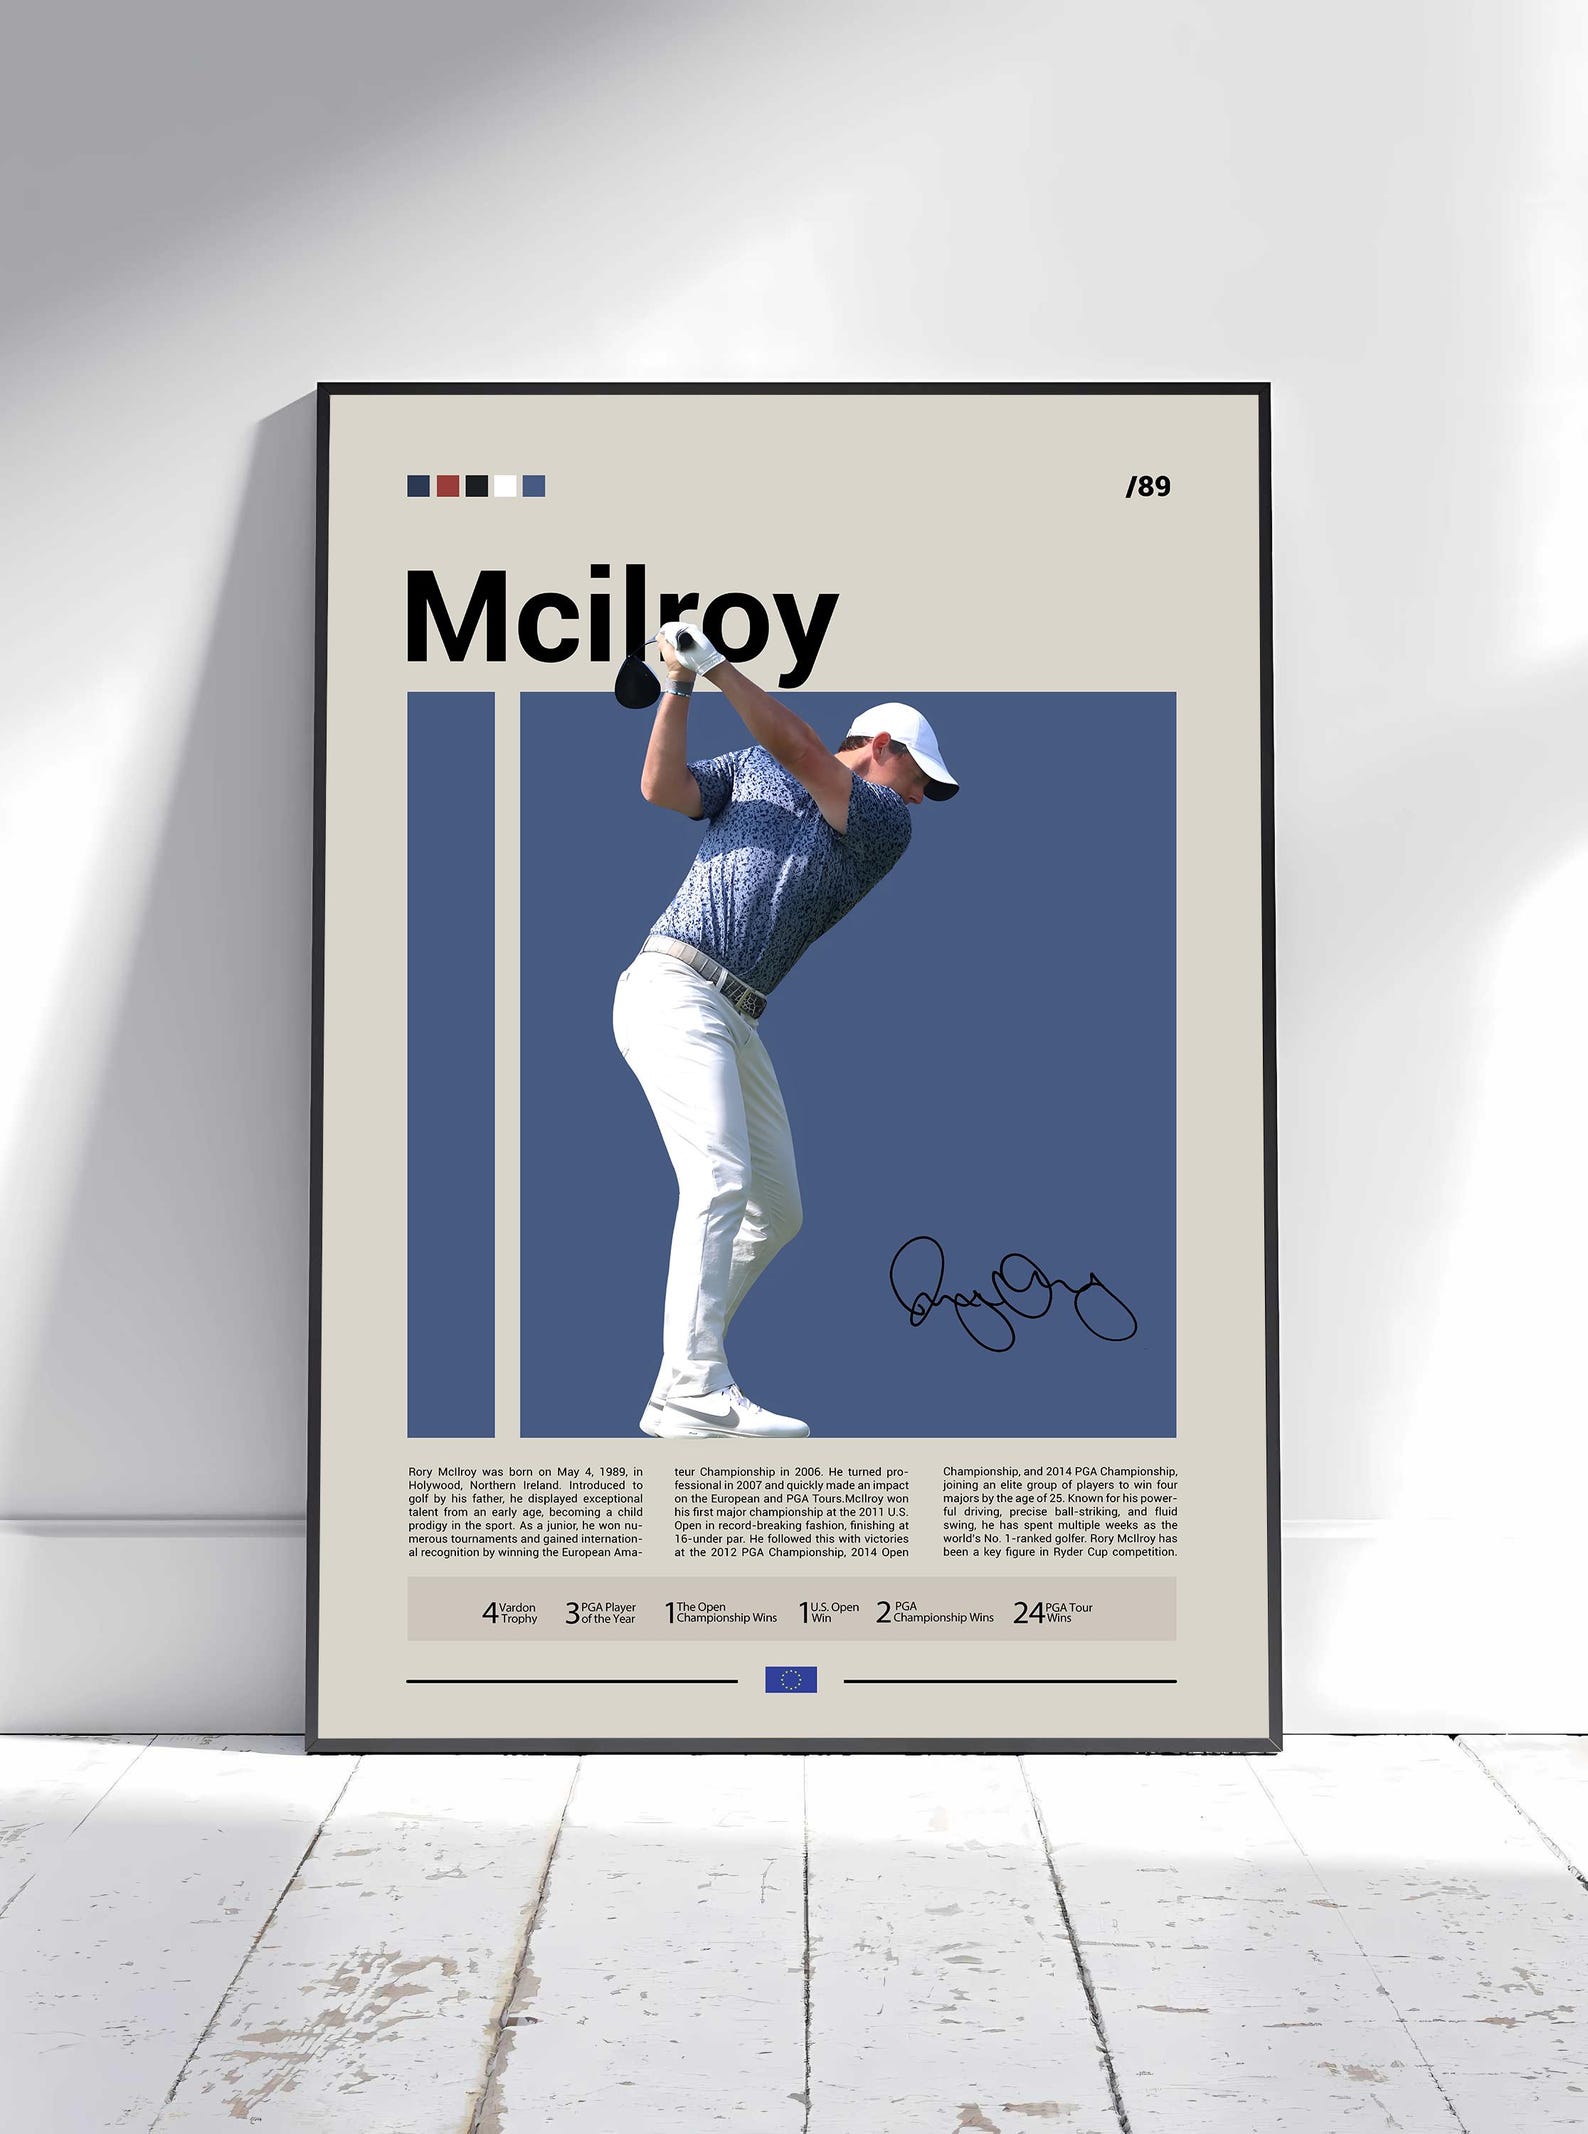 /89
Mcilroy
Rory McIlroy was born on May 4, 1989, in
Holywood, Northern Ireland. Introduced to
golf by his father, he displayed exceptional
talent from an early age, becoming a child
prodigy in the sport. As a junior, he won nu-
merous tournaments and gained internation-
al recognition by winning the European Ama-
teur Championship in 2006. He turned pro-
fessional in 2007 and quickly made an impact
on the European and PGA Tours.McIlroy won
his first major championship at the 2011 U.S.
Open in record-breaking fashion, finishing at
16-under par. He followed this with victories
at the 2012 PGA Championship, 2014 Open
Championship, and 2014 PGA Championship,
joining an elite group of players to win four
majors by the age of 25. Known for his power-
ful driving, precise ball-striking, and fluid
swing, he has spent multiple weeks as the
world's No. 1-ranked golfer. Rory McIlroy has
been a key figure in Ryder Cup competition.
4 Vardon
Trophy
3 PGA Player
of the Year
1 The Open
Championship Wins
1 U.S. Open
Win
2 PGA
Championship Wins
24 PGA Tour
Wins